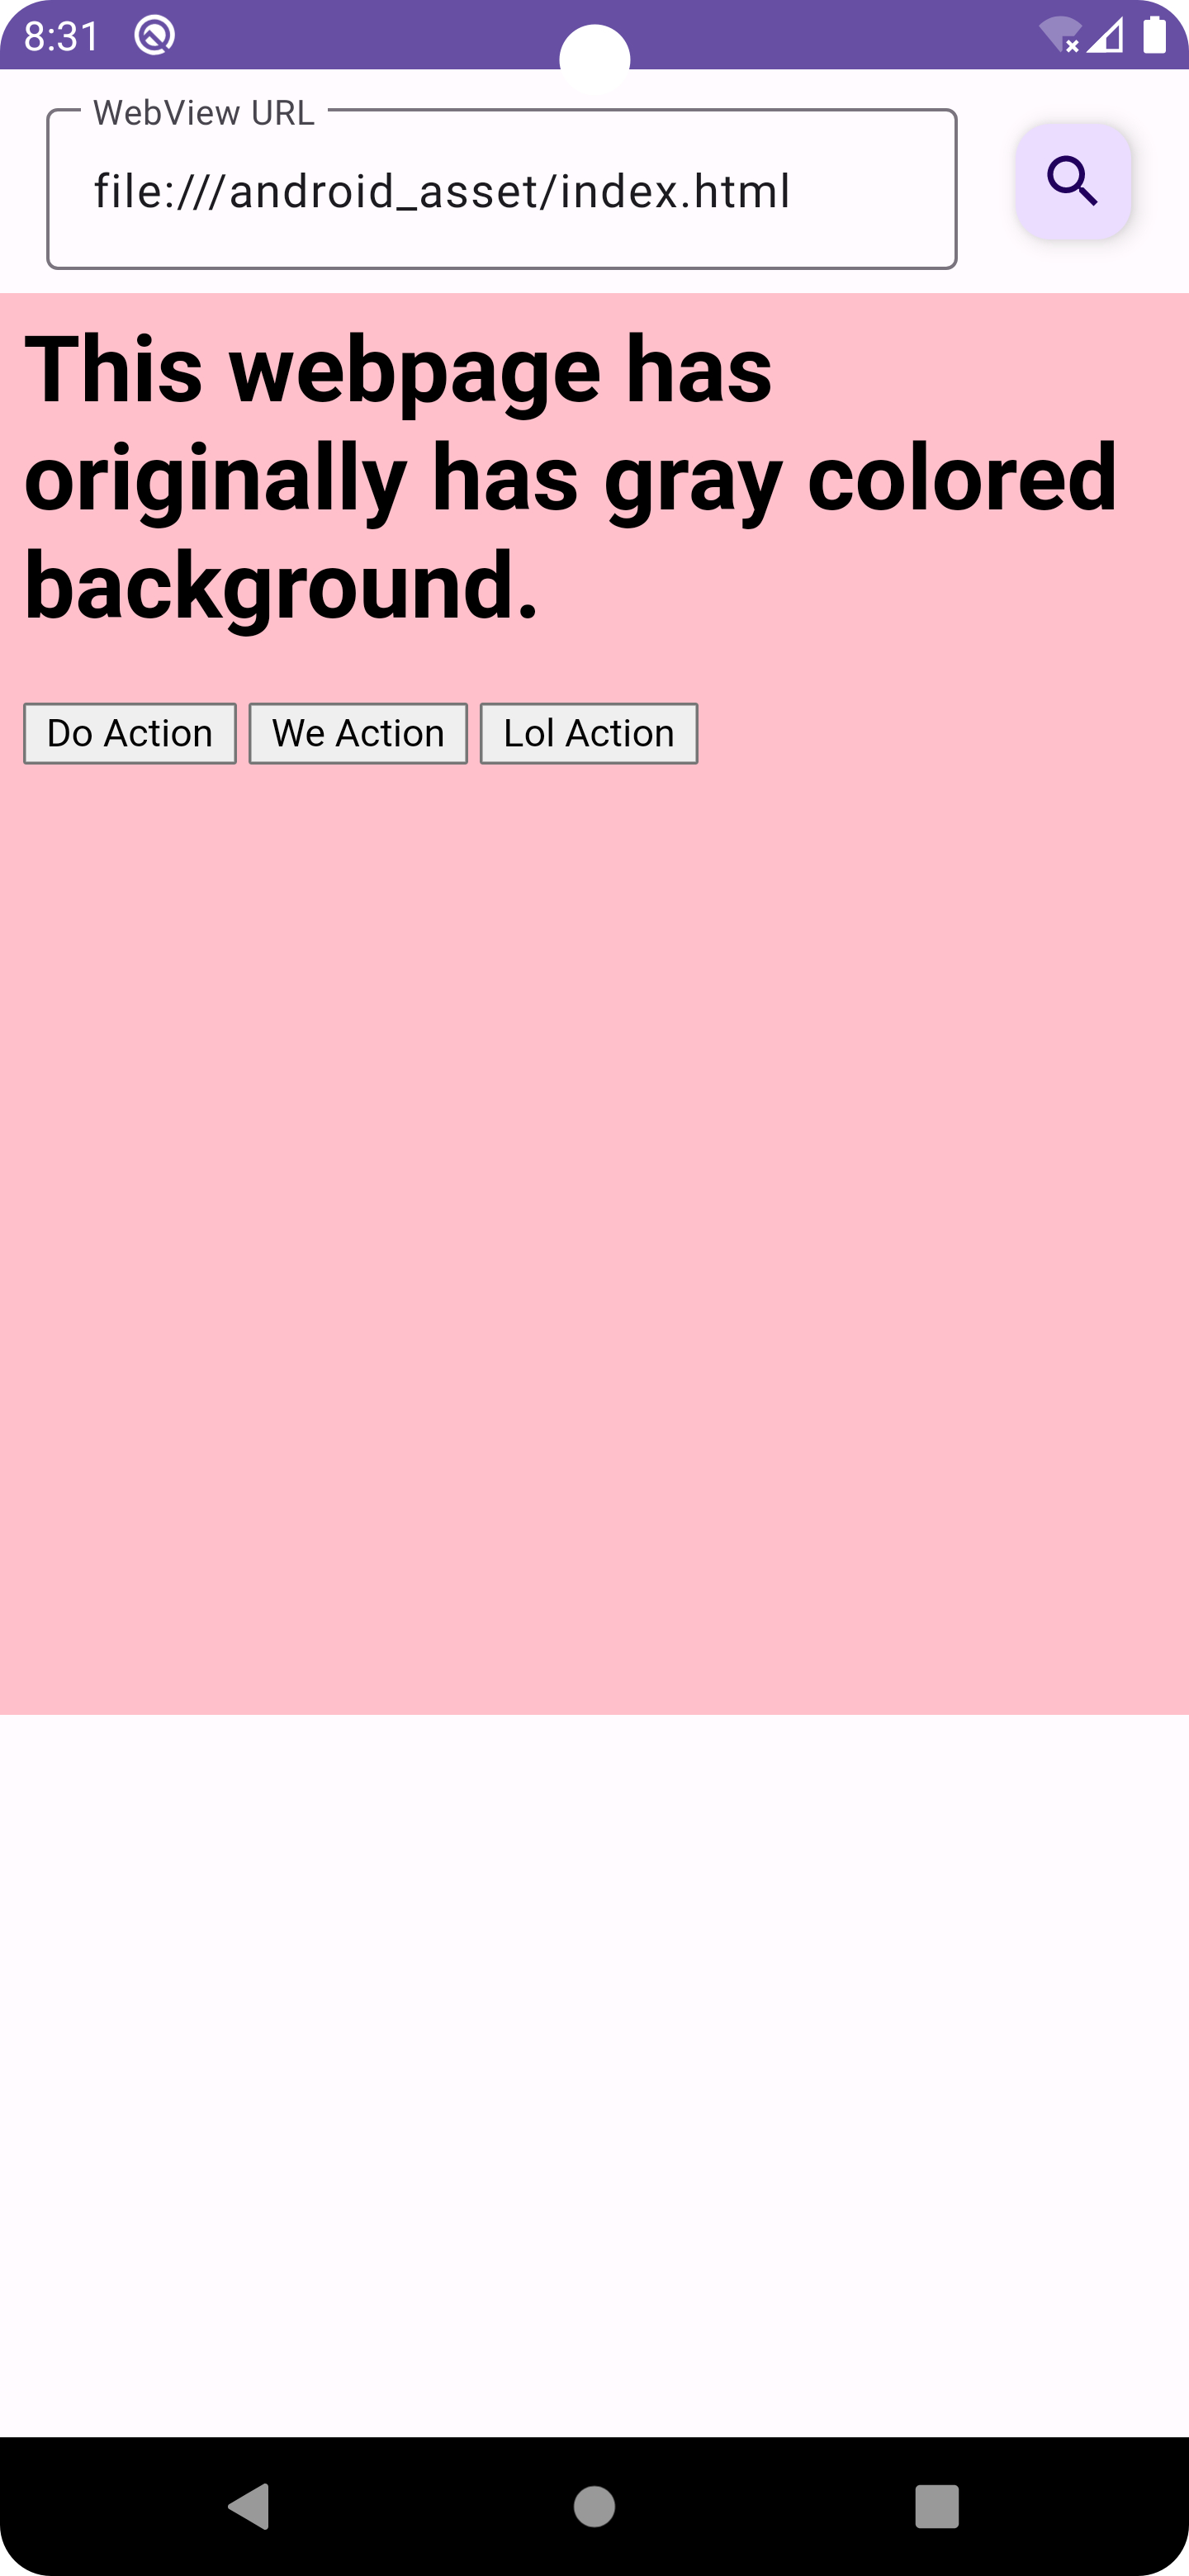 8:31
WebView URL
file:///android_asset/index.html
This webpage has
originally has gray colored
background.
Do Action We Action Lol Action